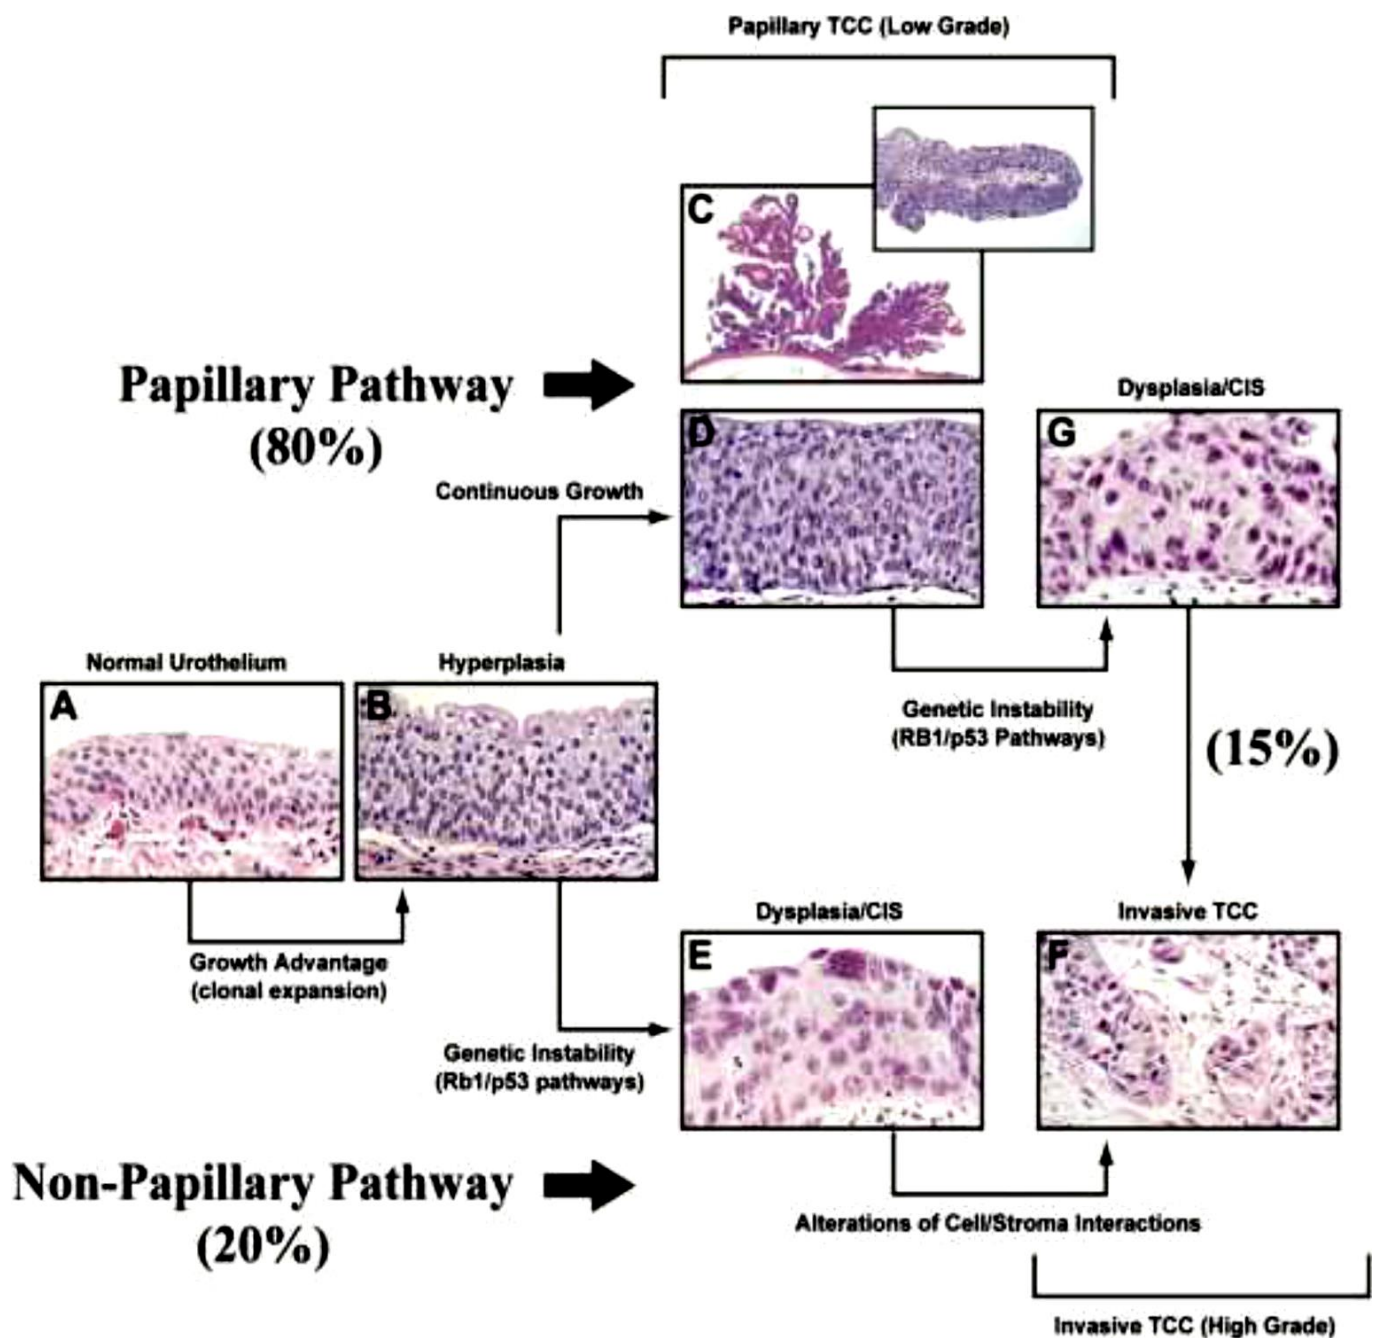 Papillary TCC (Low Grade)
C
Papillary Pathway
(80%)
Dysplasia/CIS
D
G
Continuous Growth
Normal Urothelium
Hyperplasia
A
B
Genetic Instability
(RB1/p53 Pathways)
(15%)
Dysplasia/CIS
Invasive TCC
E
F
Growth Advantage
(clonal expansion)
Genetic Instability
(Rb1/p53 pathways)
Non-Papillary Pathway
(20%)
Alterations of Cell/Stroma Interactions
Invasive TCC (High Grade)